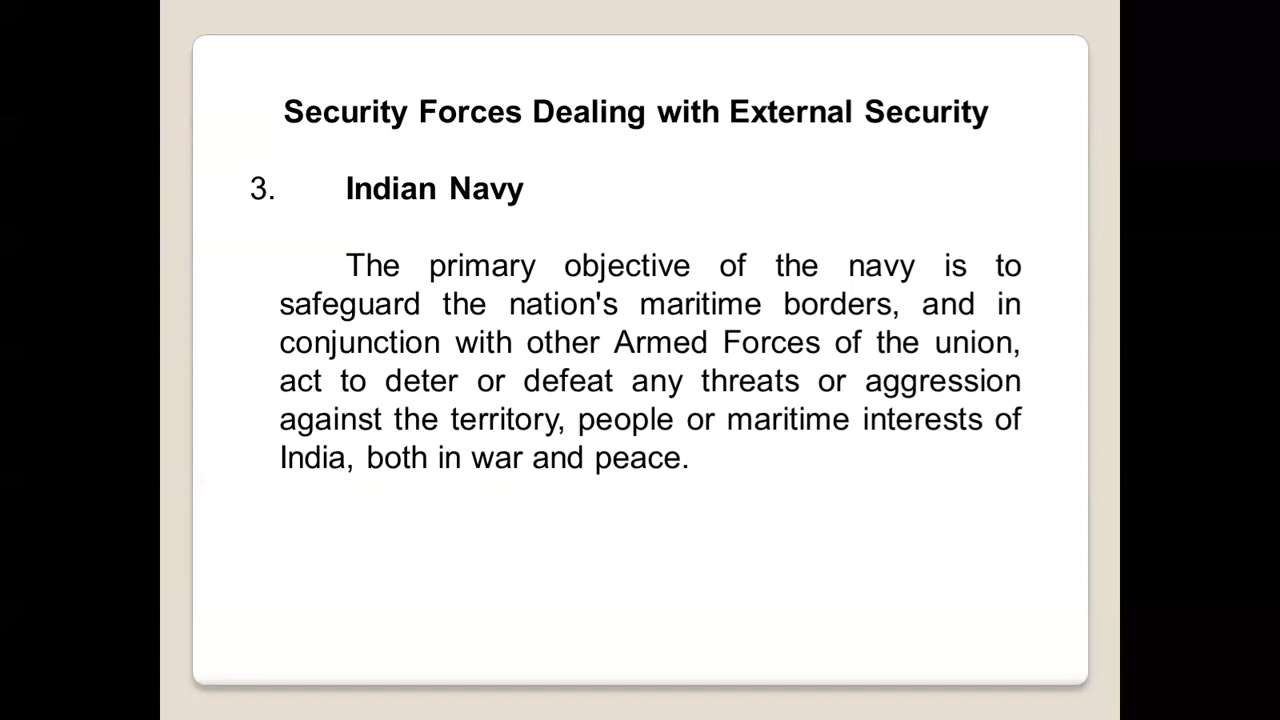 Security Forces Dealing with External Security
3. Indian Navy
The primary objective of the navy is to
safeguard the nation's maritime borders, and in
conjunction with other Armed Forces of the union,
act to deter or defeat any threats or aggression
against the territory, people or maritime interests of
India, both in war and peace.